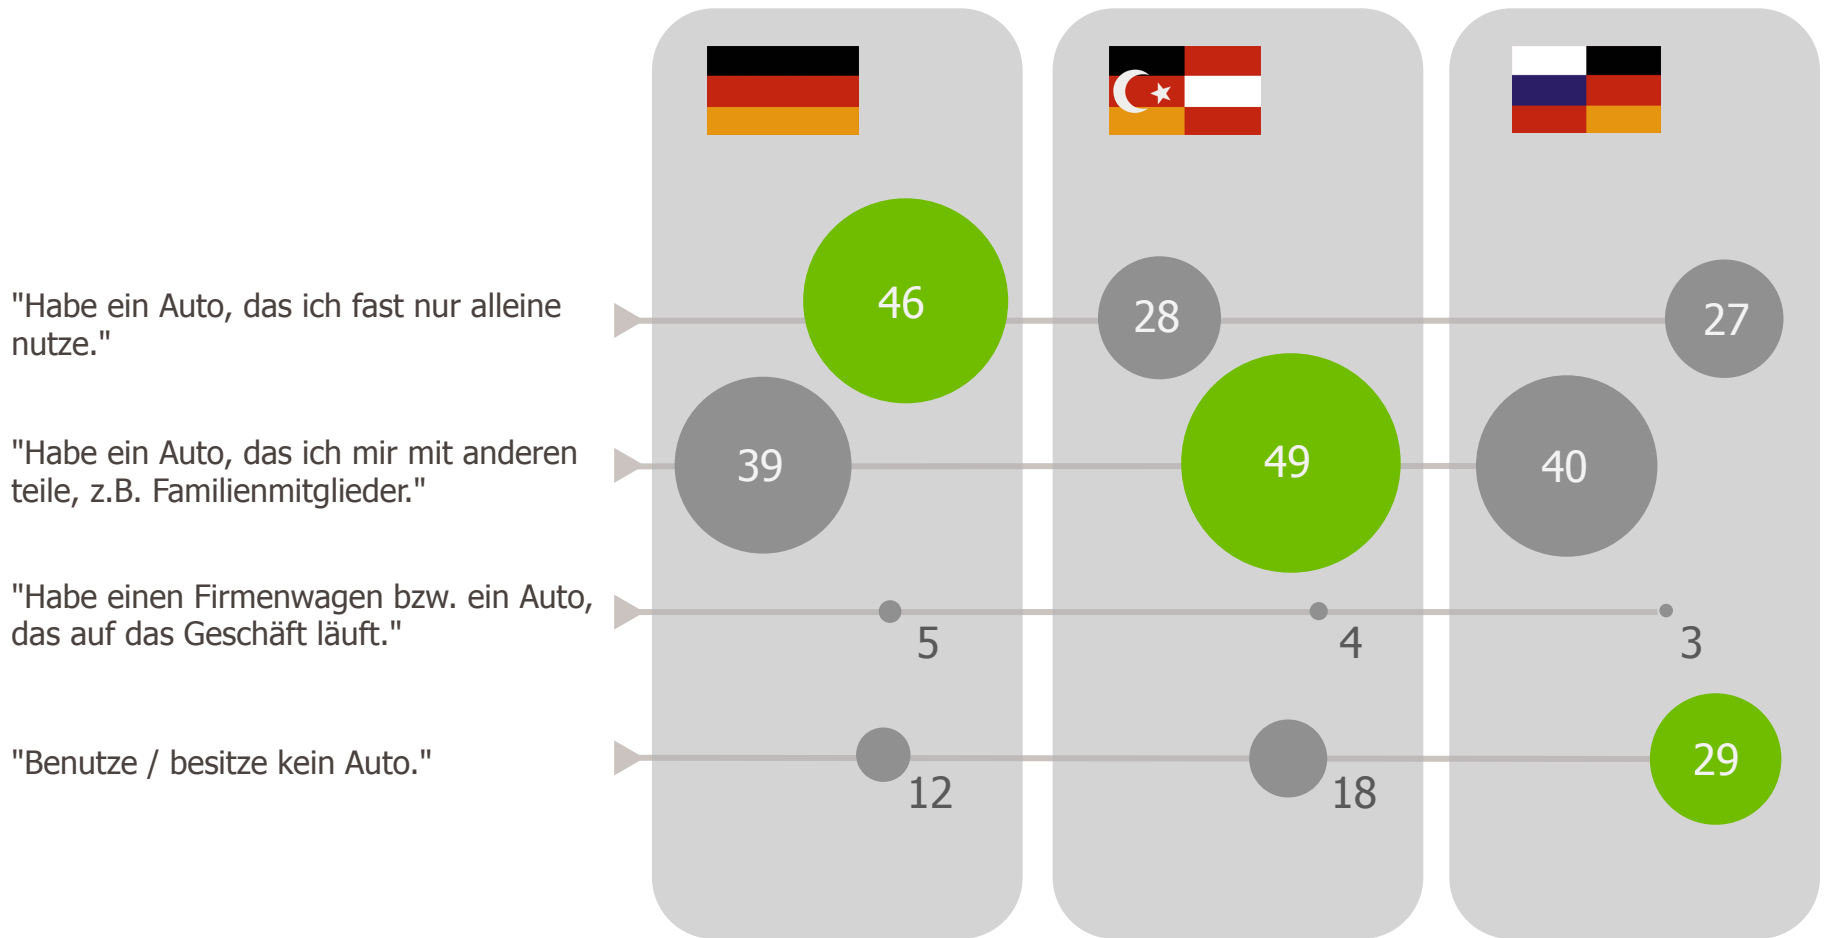 "Habe ein Auto, das ich fast nur alleine
nutze."
46
28
27
"Habe ein Auto, das ich mir mit anderen
teile, z.B. Familienmitglieder."
39
49
40
"Habe einen Firmenwagen bzw. ein Auto,
das auf das Geschäft läuft."
5
4
3
"Benutze / besitze kein Auto."
12
18
29